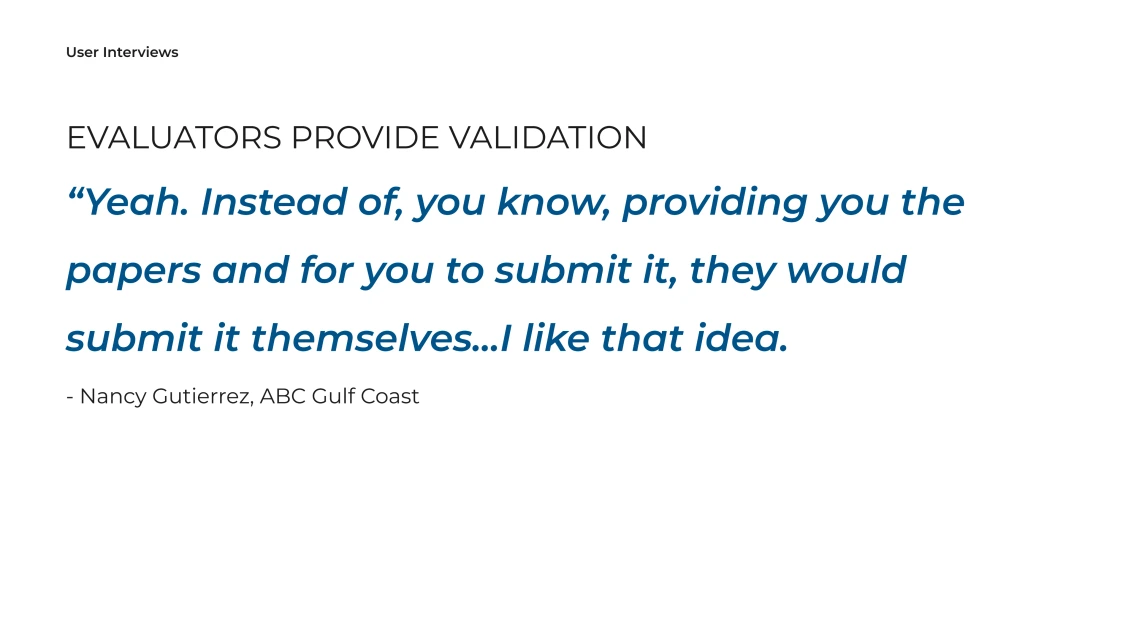 User Interviews
EVALUATORS PROVIDE VALIDATION
“Yeah. Instead of, you know, providing you the
papers and for you to submit it, they would
submit it themselves...I like that idea.
- Nancy Gutierrez, ABC Gulf Coast